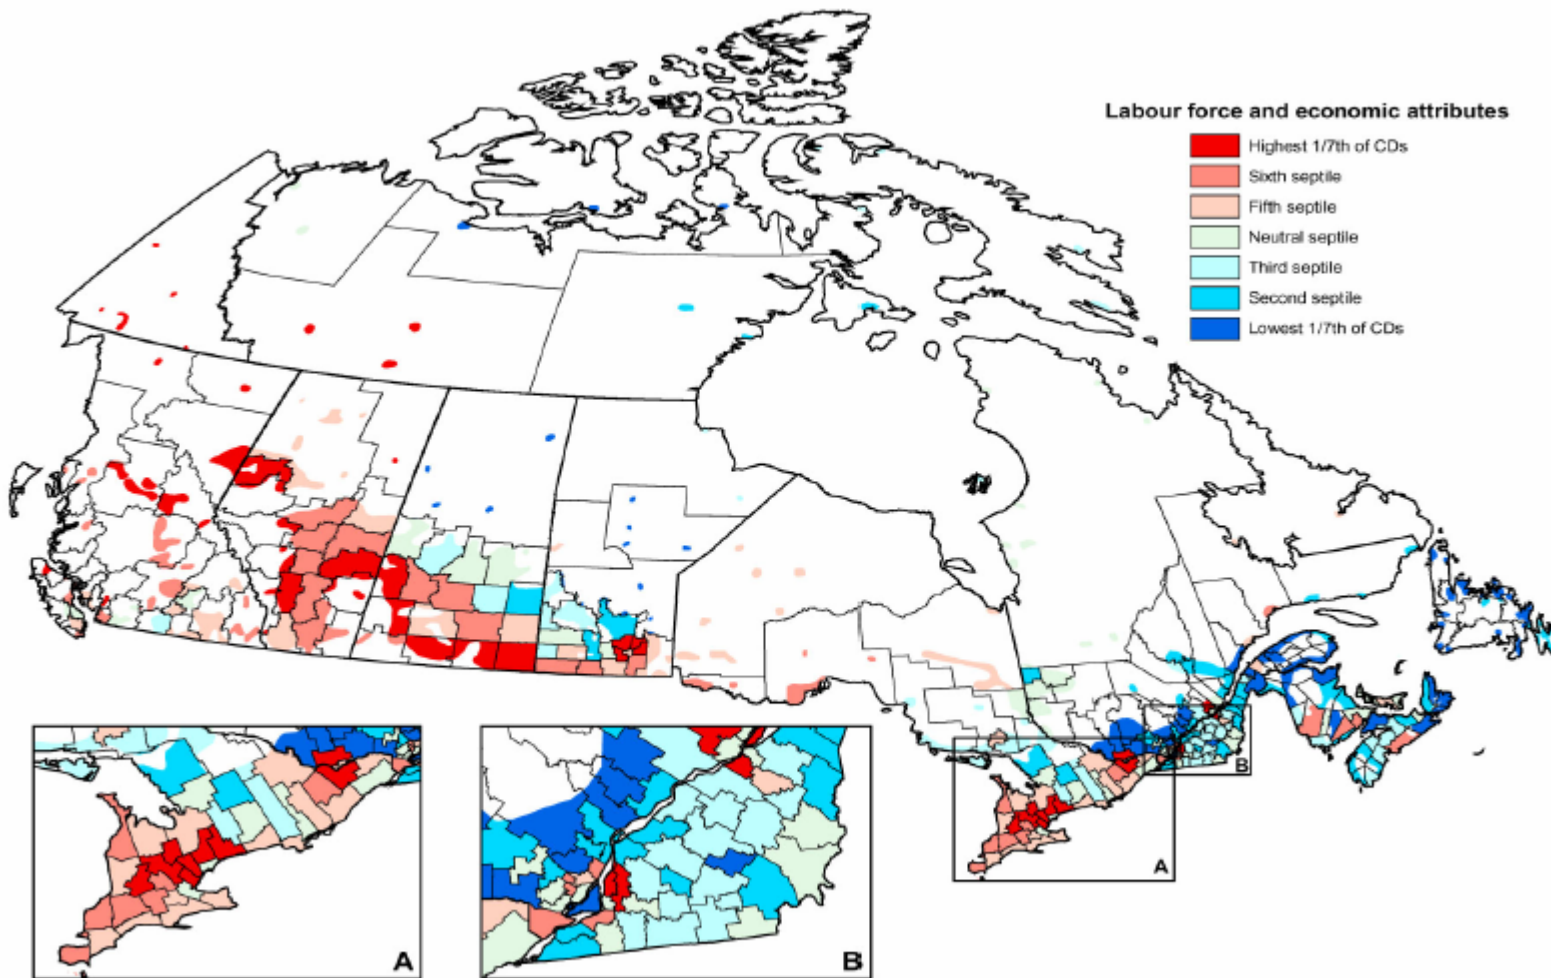 Labour force and economic attributes
Highest 1/7th of CDs
Sixth septile
Fifth septile
Neutral septile
Third septile
Second septile
Lowest 1/7th of CDs
B
A
A
B